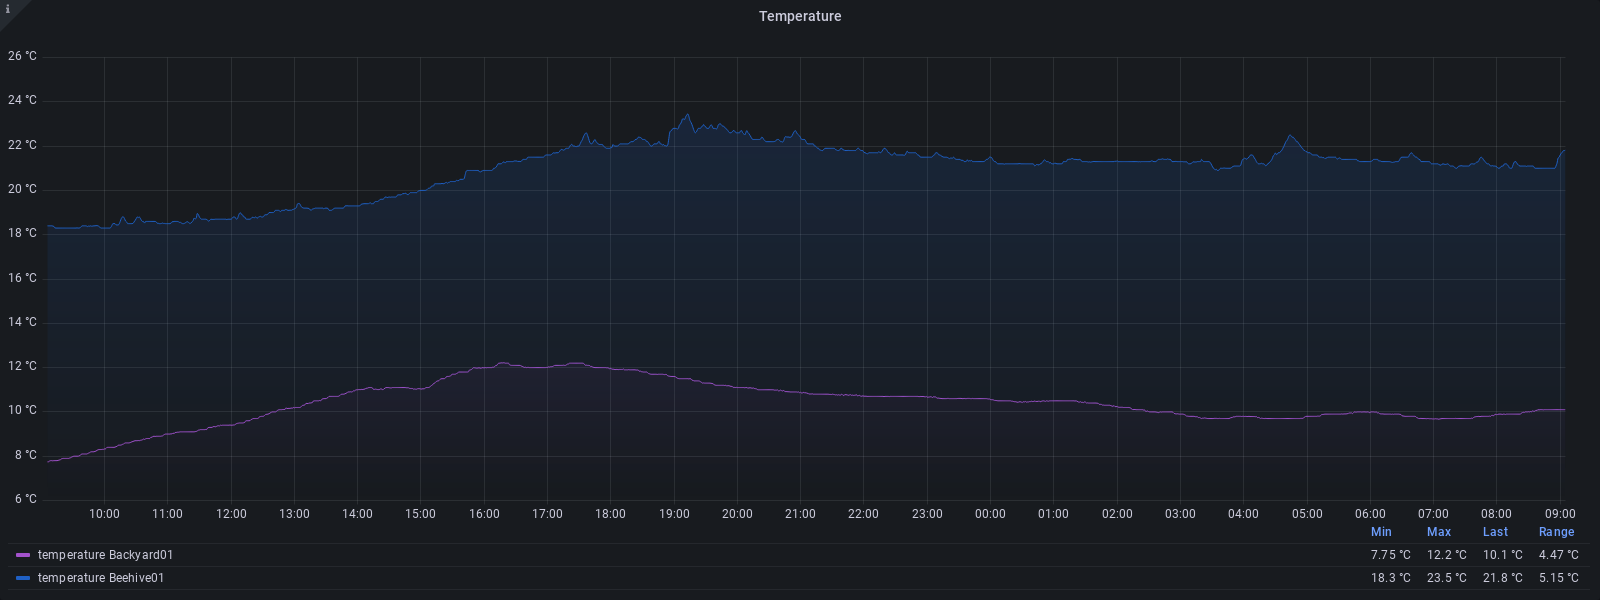 i
Temperature
26 °C
24 °C
22 °C
20 °C
18 °C
16 °C
14 °C
12 °C
10 °C
8 °C
6 °C
10:00 11:00 12:00 13:00 14:00 15:00 16:00 17:00 18:00 19:00 20:00 21:00 22:00 23:00 00:00 01:00 02:00 03:00 04:00 05:00 06:00 07:00 08:00 09:00
Min Max Last Range
temperature Backyard01 7.75 °C 12.2 °C 10.1 °C 4.47 °C
temperature Beehive01 18.3 °C 23.5 °C 21.8 °C 5.15 °C